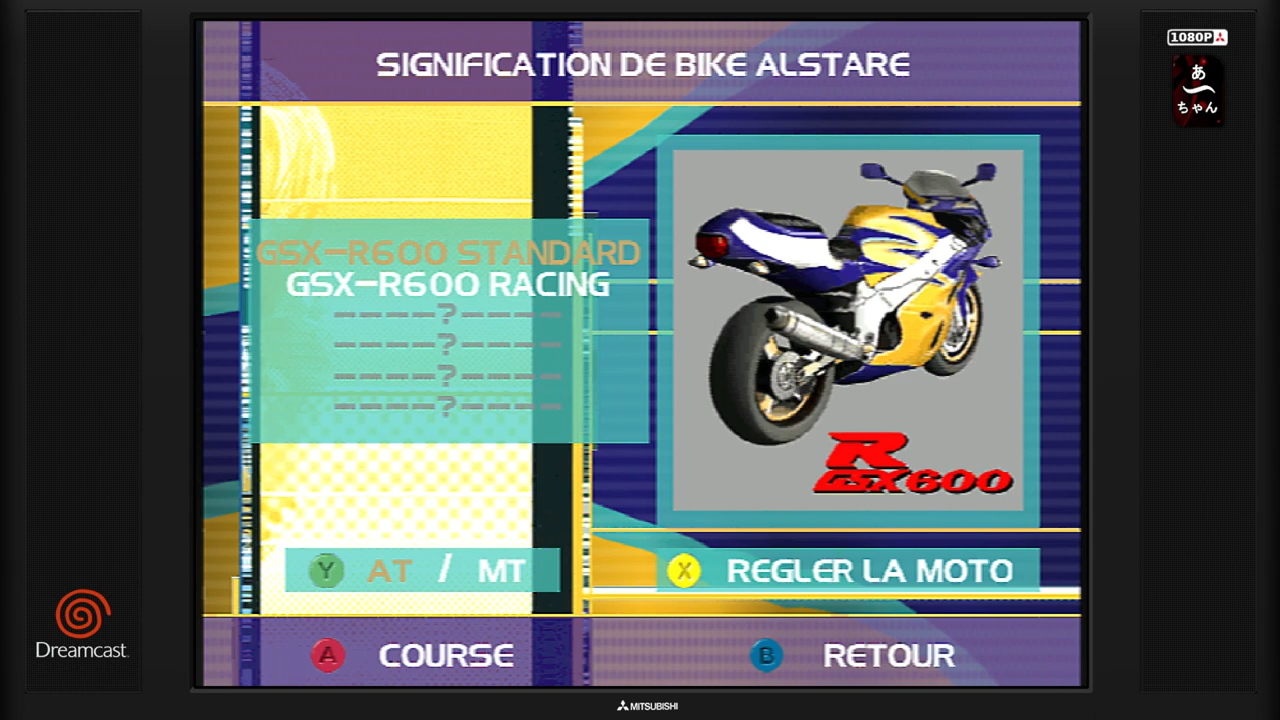 SIGNIFICATION DE BIKE ALSTARE
1080P
あーちゃん
GSX-R600 STANDARD
GSX-R600 RACING
----?----
----?----
----?----
----?----
R
GSX600
Y AT / MT
X REGLER LA MOTO
A COURSE
B RETOUR
Dreamcast.
MITSUBISHI